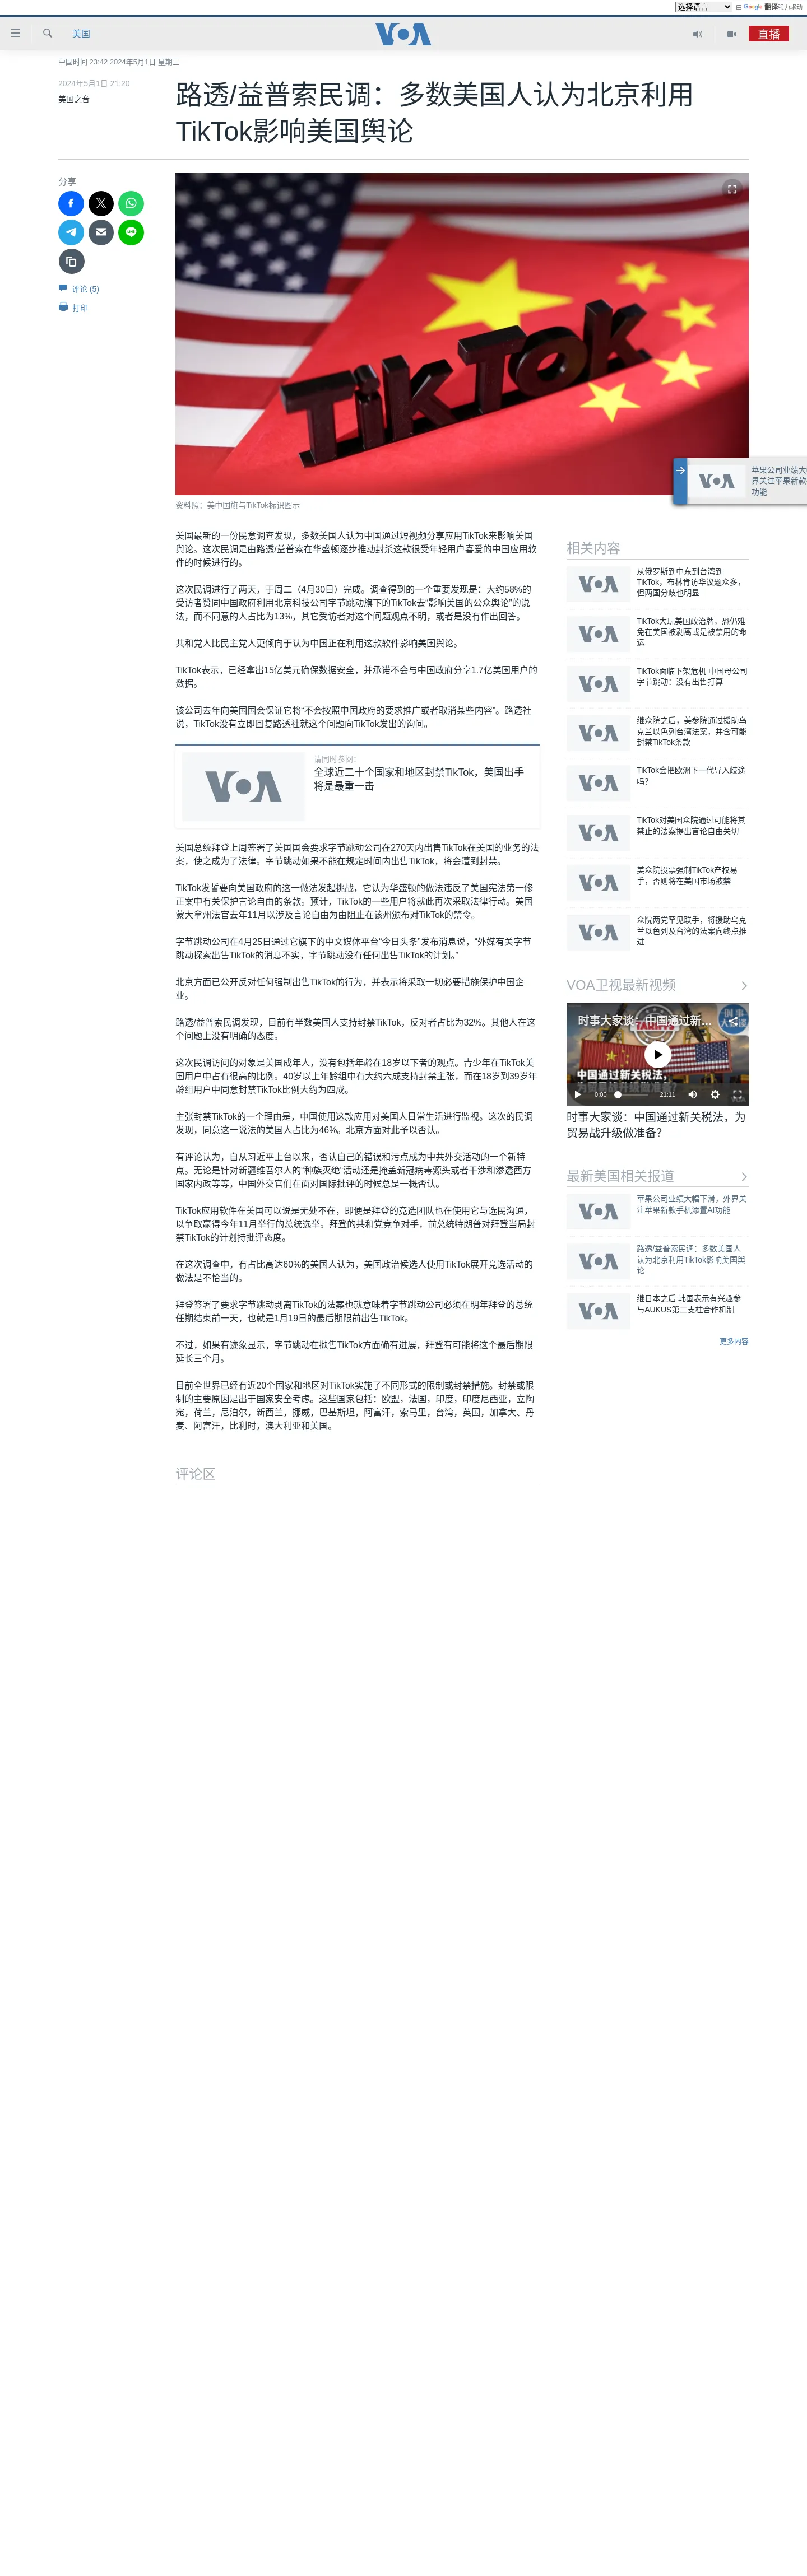 选择语言
由 Google 翻译强力驱动
美国
VOA
直播
中国时间 23:42 2024年5月1日 星期三
2024年5月1日 21:20
美国之音
路透/益普索民调：多数美国人认为北京利用
TikTok影响美国舆论
分享
评论 (5)
打印
TIKTOK
资料照：美中国旗与TikTok标识图示
美国最新的一份民意调查发现，多数美国人认为中国通过短视频分享应用TikTok来影响美国
舆论。这次民调是由路透/益普索在华盛顿逐步推动封杀这款很受年轻用户喜爱的中国应用软
件的时候进行的。
这次民调进行了两天，于周二（4月30日）完成。调查得到的一个重要发现是：大约58%的
受访者赞同中国政府利用北京科技公司字节跳动旗下的TikTok去“影响美国的公众舆论”的说
法，而不同意的人占比为13%，其它受访者对这个问题观点不明，或者是没有作出回答。
共和党人比民主党人更倾向于认为中国正在利用这款软件影响美国舆论。
TikTok表示，已经拿出15亿美元确保数据安全，并承诺不会与中国政府分享1.7亿美国用户的
数据。
该公司去年向美国国会保证它将“不会按照中国政府的要求推广或者取消某些内容”。路透社
说，TikTok没有立即回复路透社就这个问题向TikTok发出的询问。
请同时参阅：
全球近二十个国家和地区封禁TikTok，美国出手
将是最重一击
VOA
美国总统拜登上周签署了美国国会要求字节跳动公司在270天内出售TikTok在美国的业务的法
案，使之成为了法律。字节跳动如果不能在规定时间内出售TikTok，将会遭到封禁。
TikTok发誓要向美国政府的这一做法发起挑战，它认为华盛顿的做法违反了美国宪法第一修
正案中有关保护言论自由的条款。预计，TikTok的一些用户将就此再次采取法律行动。美国
蒙大拿州法官去年11月以涉及言论自由为由阻止在该州颁布对TikTok的禁令。
字节跳动公司在4月25日通过它旗下的中文媒体平台“今日头条”发布消息说，“外媒有关字节
跳动探索出售TikTok的消息不实，字节跳动没有任何出售TikTok的计划。”
北京方面已公开反对任何强制出售TikTok的行为，并表示将采取一切必要措施保护中国企
业。
路透/益普索民调发现，目前有半数美国人支持封禁TikTok，反对者占比为32%。其他人在这
个问题上没有明确的态度。
这次民调访问的对象是美国成年人，没有包括年龄在18岁以下者的观点。青少年在TikTok美
国用户中占有很高的比例。40岁以上年龄组中有大约六成支持封禁主张，而在18岁到39岁年
龄组用户中同意封禁TikTok比例大约为四成。
主张封禁TikTok的一个理由是，中国使用这款应用对美国人日常生活进行监视。这次的民调
发现，同意这一说法的美国人占比为46%。北京方面对此予以否认。
有评论认为，自从习近平上台以来，否认自己的错误和污点成为中共外交活动的一个新特
点。无论是针对新疆维吾尔人的“种族灭绝”活动还是掩盖新冠病毒源头或者干涉和渗透西方
国家内政等等，中国外交官们在面对国际批评的时候总是一概否认。
TikTok应用软件在美国可以说是无处不在，即便是拜登的竞选团队也在使用它与选民沟通，
以争取赢得今年11月举行的总统选举。拜登的共和党竞争对手，前总统特朗普对拜登当局封
禁TikTok的计划持批评态度。
在这次调查中，有占比高达60%的美国人认为，美国政治候选人使用TikTok展开竞选活动的
做法是不恰当的。
拜登签署了要求字节跳动剥离TikTok的法案也就意味着字节跳动公司必须在明年拜登的总统
任期结束前一天，也就是1月19日的最后期限前出售TikTok。
不过，如果有迹象显示，字节跳动在抛售TikTok方面确有进展，拜登有可能将这个最后期限
延长三个月。
目前全世界已经有近20个国家和地区对TikTok实施了不同形式的限制或封禁措施。封禁或限
制的主要原因是出于国家安全考虑。这些国家包括：欧盟，法国，印度，印度尼西亚，立陶
宛，荷兰，尼泊尔，新西兰，挪威，巴基斯坦，阿富汗，索马里，台湾，英国，加拿大、丹
麦、阿富汗，比利时，澳大利亚和美国。
评论区
VOA
苹果公司业绩大
界关注苹果新款
功能
相关内容
VOA
从俄罗斯到中东到台湾到
TikTok，布林肯访华议题众多，
但两国分歧也明显
VOA
TikTok大玩美国政治牌，恐仍难
免在美国被剥离或是被禁用的命
运
VOA
TikTok面临下架危机 中国母公司
字节跳动：没有出售打算
VOA
继众院之后，美参院通过援助乌
克兰以色列台湾法案，并含可能
封禁TikTok条款
VOA
TikTok会把欧洲下一代导入歧途
吗？
VOA
TikTok对美国众院通过可能将其
禁止的法案提出言论自由关切
VOA
美众院投票强制TikTok产权易
手，否则将在美国市场被禁
VOA
众院两党罕见联手，将援助乌克
兰以色列及台湾的法案向终点推
进
VOA卫视最新视频
时事大家谈：中国通过新…
中国通过新关税法，
0:00
21:11
时事大家谈：中国通过新关税法，为
贸易战升级做准备？
最新美国相关报道
VOA
苹果公司业绩大幅下滑，外界关
注苹果新款手机添置AI功能
VOA
路透/益普索民调：多数美国人
认为北京利用TikTok影响美国舆
论
VOA
继日本之后 韩国表示有兴趣参
与AUKUS第二支柱合作机制
更多内容